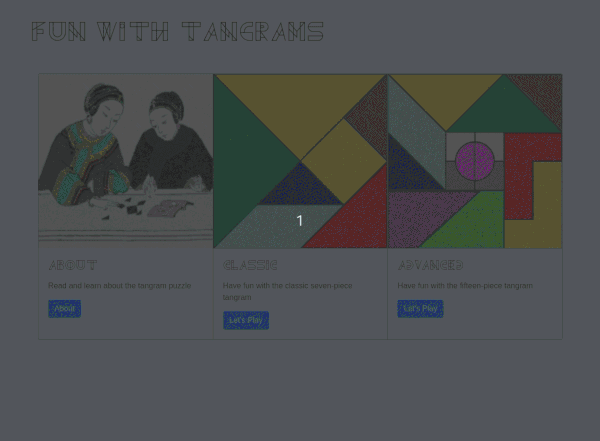 FUN WITH TANGRAMS
1
ABOUT
Read and learn about the tangram puzzle
About
CLASSIC
Have fun with the classic seven-piece
tangram
Let's Play
ADVANCED
Have fun with the fifteen-piece tangram
Let's Play